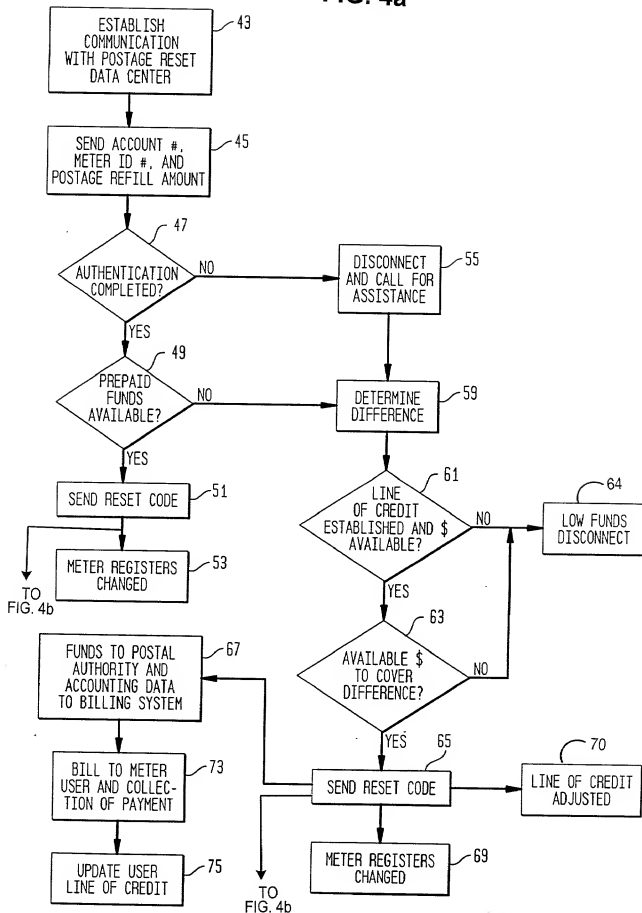 FIG. 4a
ESTABLISH
COMMUNICATION
WITH POSTAGE RESET
DATA CENTER
43
SEND ACCOUNT #,
METER ID #, AND
POSTAGE REFILL AMOUNT
45
47
AUTHENTICATION
COMPLETED?
NO
YES
DISCONNECT
AND CALL FOR
ASSISTANCE
55
49
PREPAID
FUNDS
AVAILABLE?
NO
YES
DETERMINE
DIFFERENCE
59
SEND RESET CODE
51
TO
FIG. 4b
METER REGISTERS
CHANGED
53
61
LINE
OF CREDIT
ESTABLISHED AND $
AVAILABLE?
NO
YES
64
LOW FUNDS
DISCONNECT
63
AVAILABLE $
TO COVER
DIFFERENCE?
NO
YES
FUNDS TO POSTAL
AUTHORITY AND
ACCOUNTING DATA
TO BILLING SYSTEM
67
SEND RESET CODE
65
70
LINE OF CREDIT
ADJUSTED
BILL TO METER
USER AND COLLEC-
TION OF PAYMENT
73
METER REGISTERS
CHANGED
69
UPDATE USER
LINE OF CREDIT
75
TO
FIG. 4b